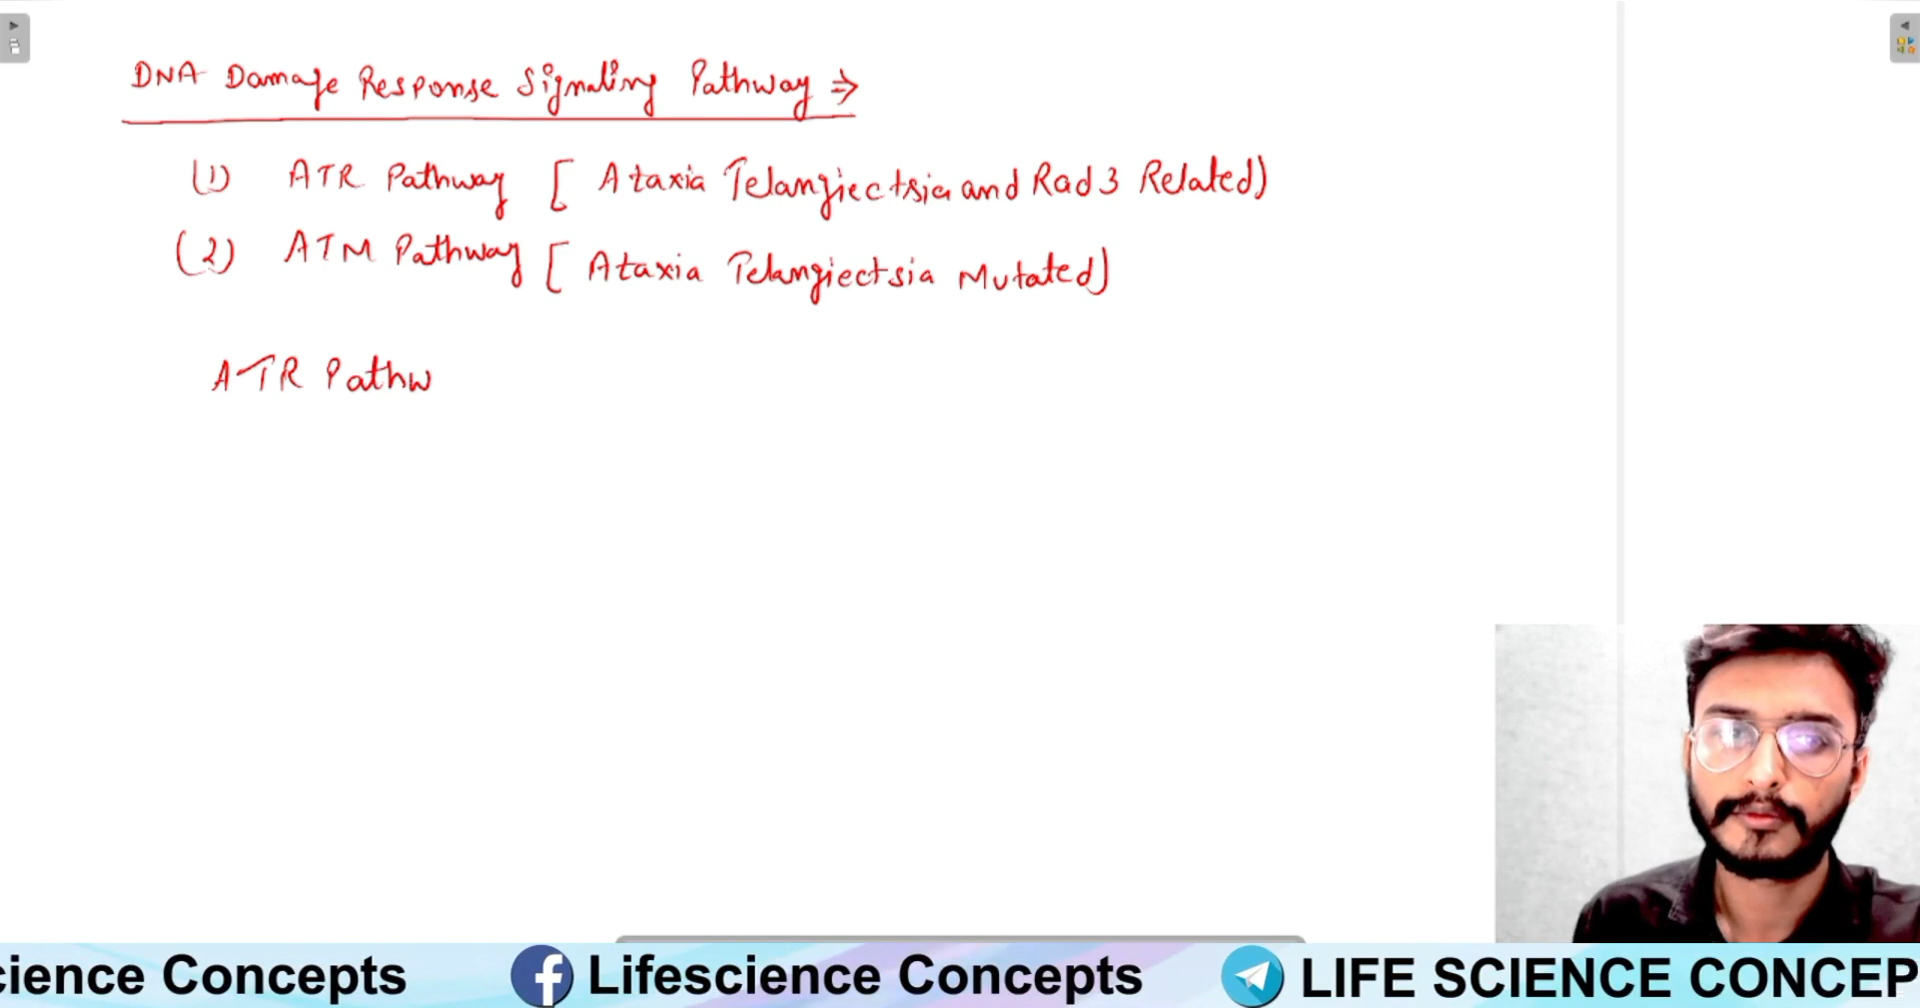 DNA Damage Response Signaling Pathway ⇒
(1) ATR Pathway [ Ataxia Telangiectsia and Rad3 Related)
(2) ATM Pathway [ Ataxia Telangiectsia Mutated)
ATR Pathw
cience Concepts
Lifescience Concepts
LIFE SCIENCE CONCEP